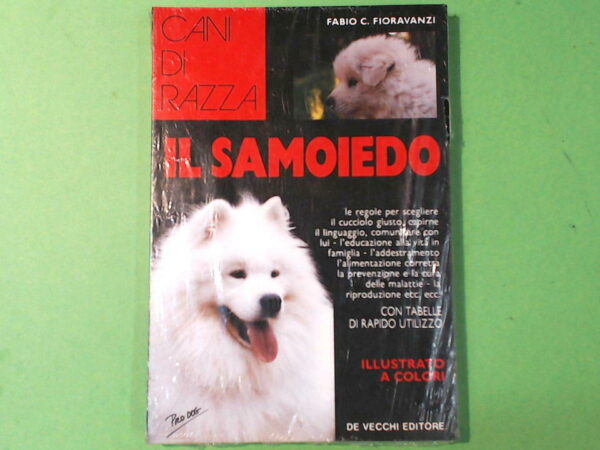 CANI
DI
RAZZA
FABIO C. FIORAVANZI
IL SAMOIEDO
le regole per scegliere
il cucciolo giusto, capirne
il linguaggio, comunicare con
lui - l'educazione alla vita in
famiglia - l'addestramento
l'alimentazione corretta
la prevenzione e la cura
delle malattie - la
riproduzione ecc. ecc.
CON TABELLE
DI RAPIDO UTILIZZO
ILLUSTRATO
A COLORI
DE VECCHI EDITORE